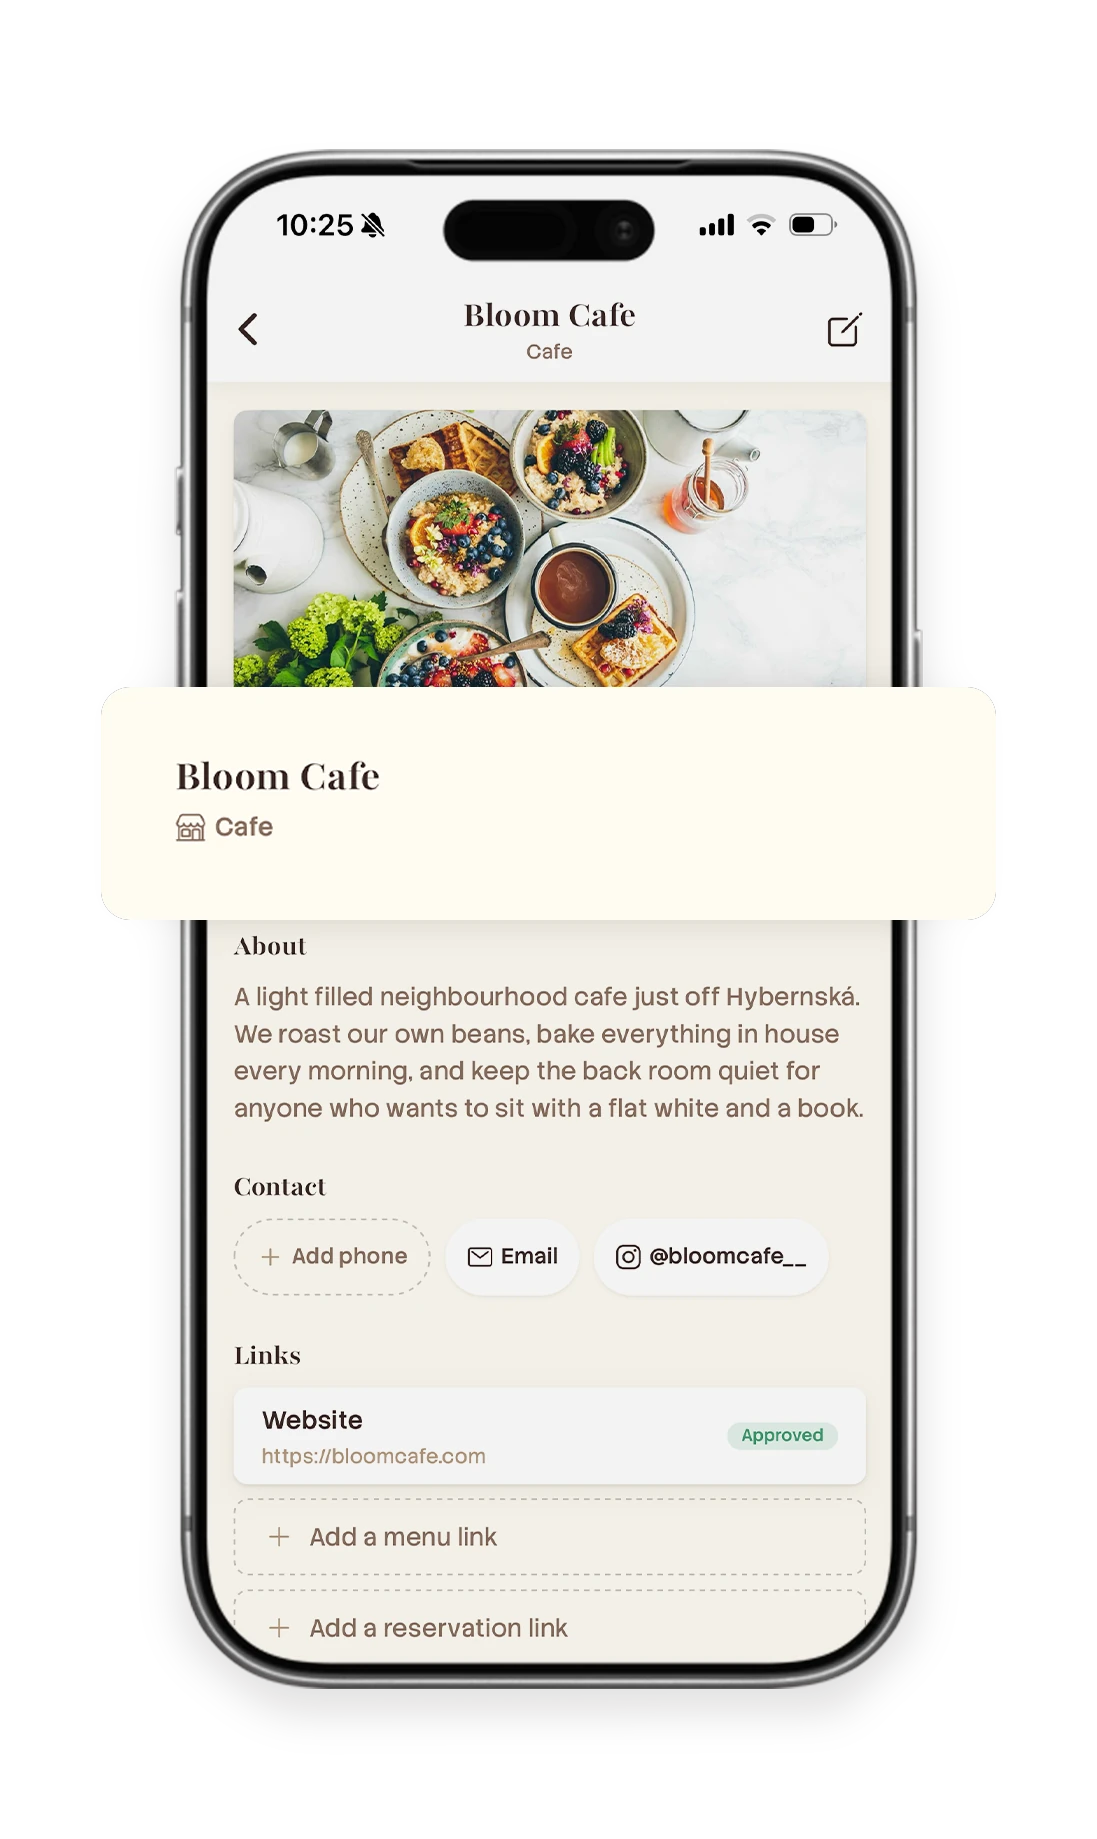 10:25
Bloom Cafe
Cafe
Bloom Cafe
Cafe
About
A light filled neighbourhood cafe just off Hybernská.
We roast our own beans, bake everything in house
every morning, and keep the back room quiet for
anyone who wants to sit with a flat white and a book.
Contact
+ Add phone
Email
@bloomcafe__
Links
Website
https://bloomcafe.com
Approved
+ Add a menu link
+ Add a reservation link